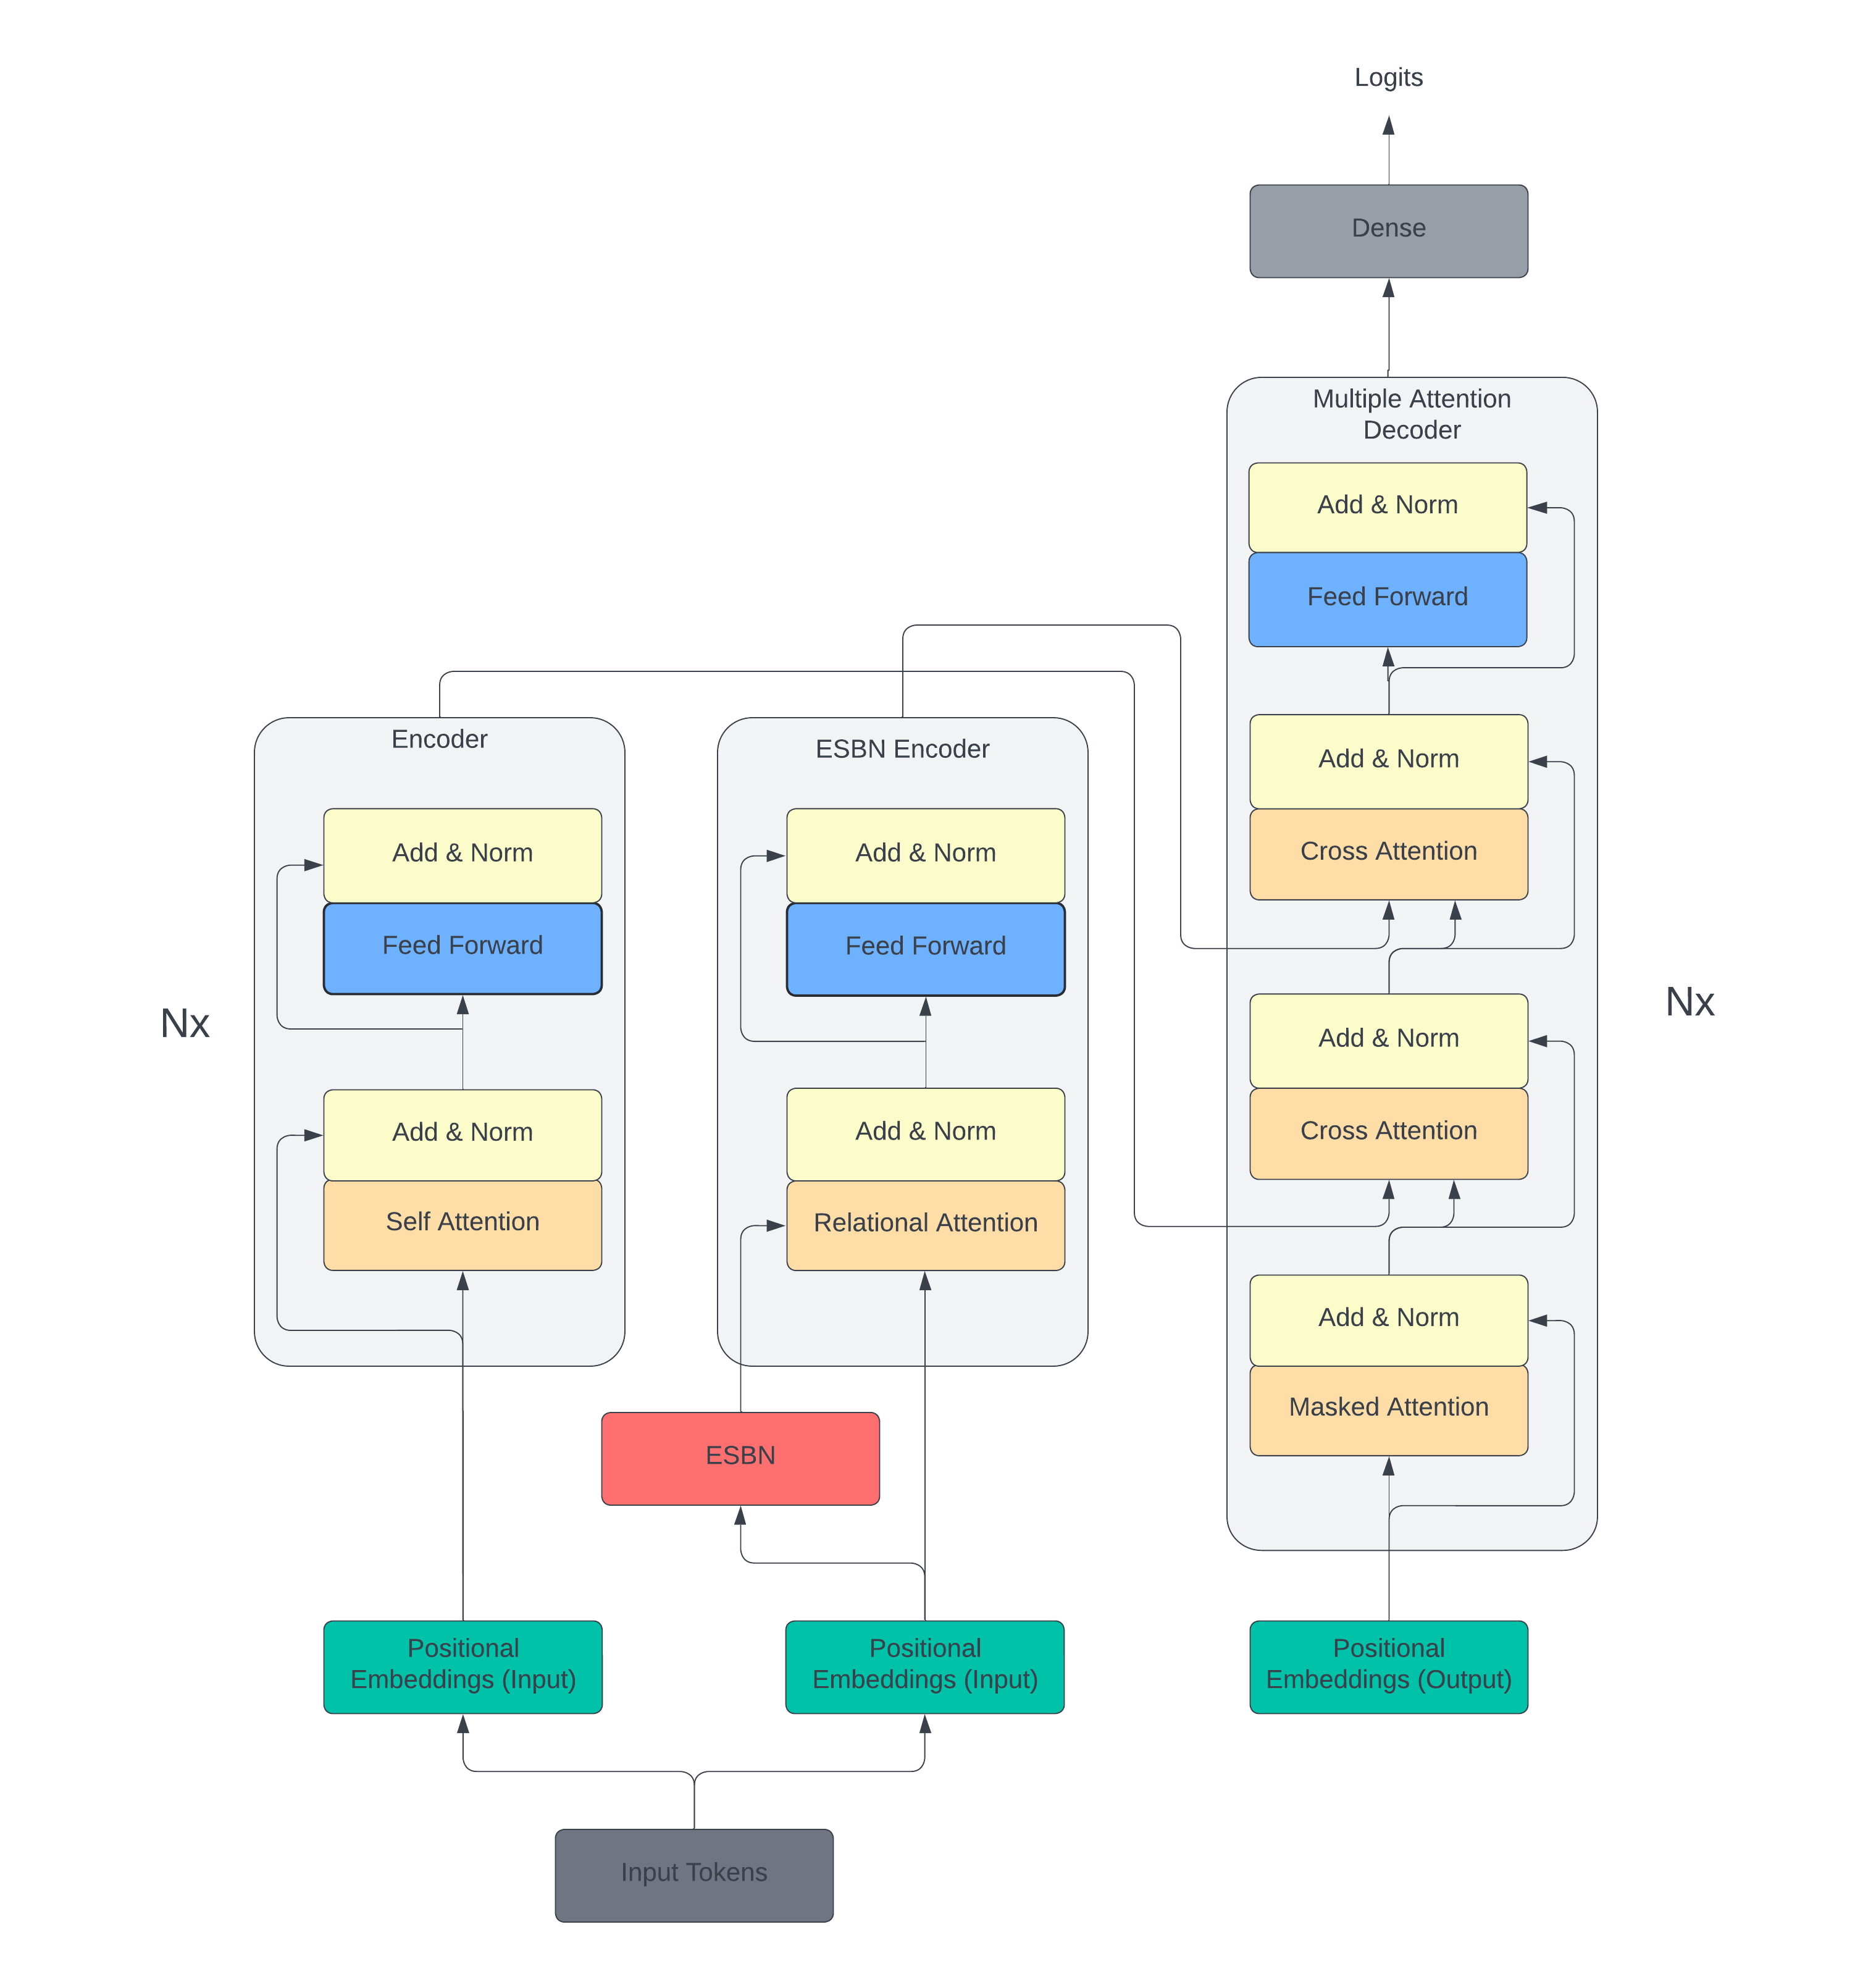 Logits
Dense
Multiple Attention
Decoder
Add & Norm
Feed Forward
Add & Norm
Cross Attention
Add & Norm
Cross Attention
Add & Norm
Masked Attention
Nx
Positional
Embeddings (Output)
Encoder
Add & Norm
Feed Forward
Add & Norm
Self Attention
Nx
Positional
Embeddings (Input)
ESBN Encoder
Add & Norm
Feed Forward
Add & Norm
Relational Attention
ESBN
Positional
Embeddings (Input)
Input Tokens